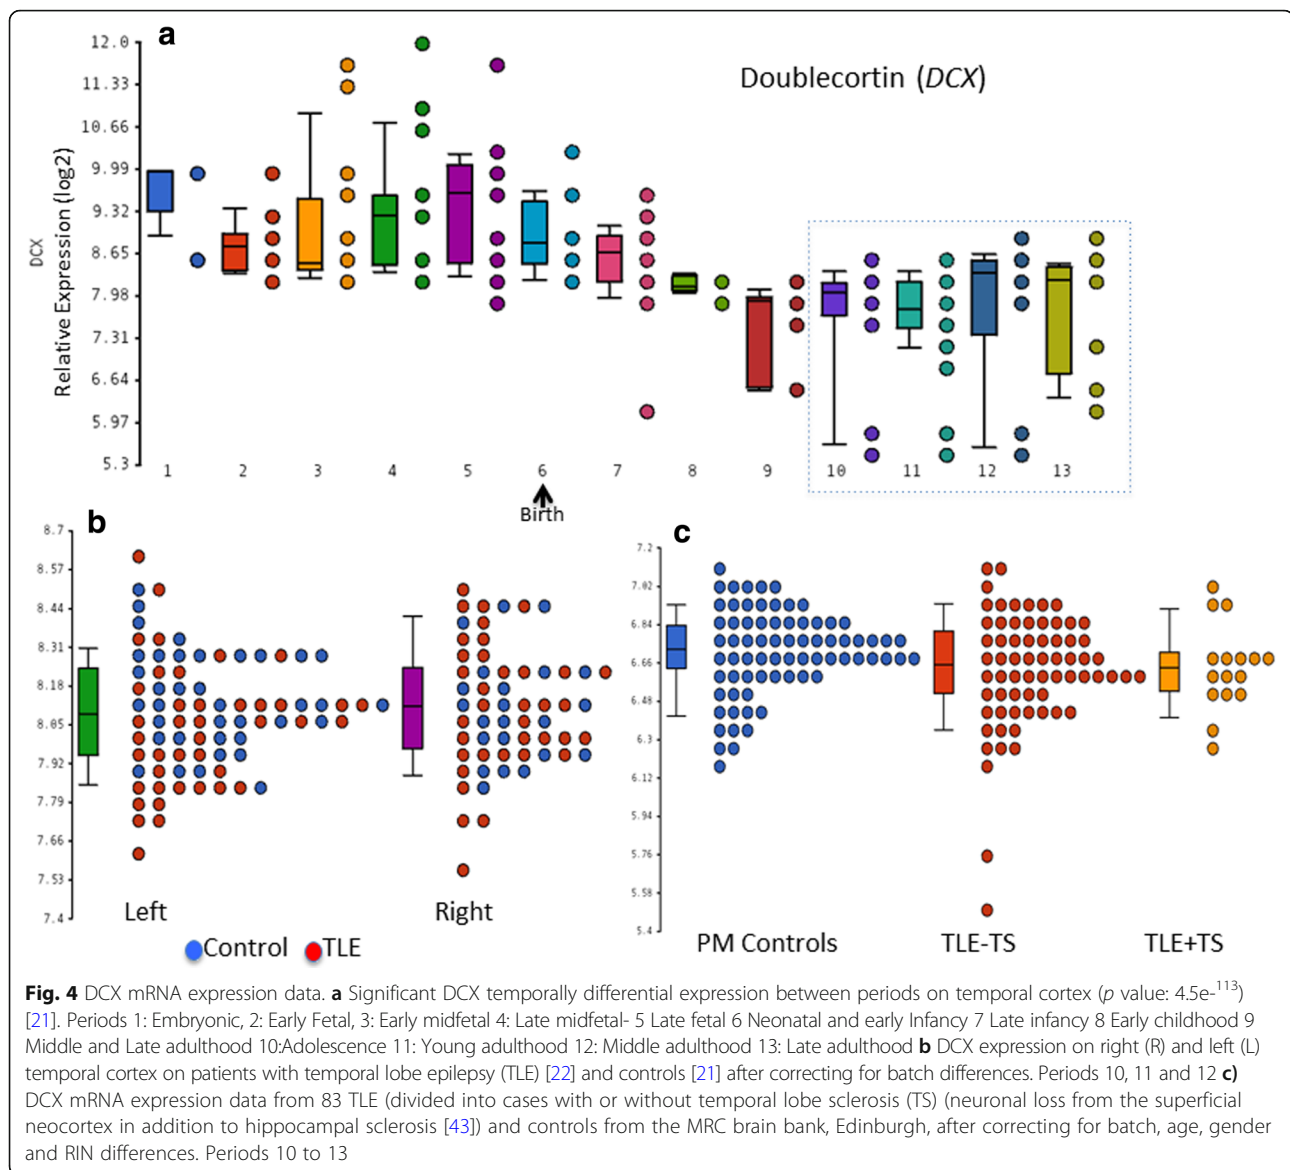 a
12.0
11.33
10.66
9.99
9.32
8.65
7.98
7.31
6.64
5.97
5.3
DCX
Relative Expression (log2)
Doublecortin (DCX)
1 2 3 4 5 6 7 8 9 10 11 12 13
Birth
b
8.7
8.57
8.44
8.31
8.18
8.05
7.92
7.79
7.66
7.53
7.4
Left Right
Control TLE
c
7.2
7.02
6.84
6.66
6.48
6.3
6.12
5.94
5.76
5.58
5.4
PM Controls TLE-TS TLE+TS
Fig. 4 DCX mRNA expression data. a Significant DCX temporally differential expression between periods on temporal cortex (p value: 4.5e-113)
[21]. Periods 1: Embryonic, 2: Early Fetal, 3: Early midfetal 4: Late midfetal- 5 Late fetal 6 Neonatal and early Infancy 7 Late infancy 8 Early childhood 9
Middle and Late adulthood 10:Adolescence 11: Young adulthood 12: Middle adulthood 13: Late adulthood b DCX expression on right (R) and left (L)
temporal cortex on patients with temporal lobe epilepsy (TLE) [22] and controls [21] after correcting for batch differences. Periods 10, 11 and 12 c)
DCX mRNA expression data from 83 TLE (divided into cases with or without temporal lobe sclerosis (TS) (neuronal loss from the superficial
neocortex in addition to hippocampal sclerosis [43]) and controls from the MRC brain bank, Edinburgh, after correcting for batch, age, gender
and RIN differences. Periods 10 to 13